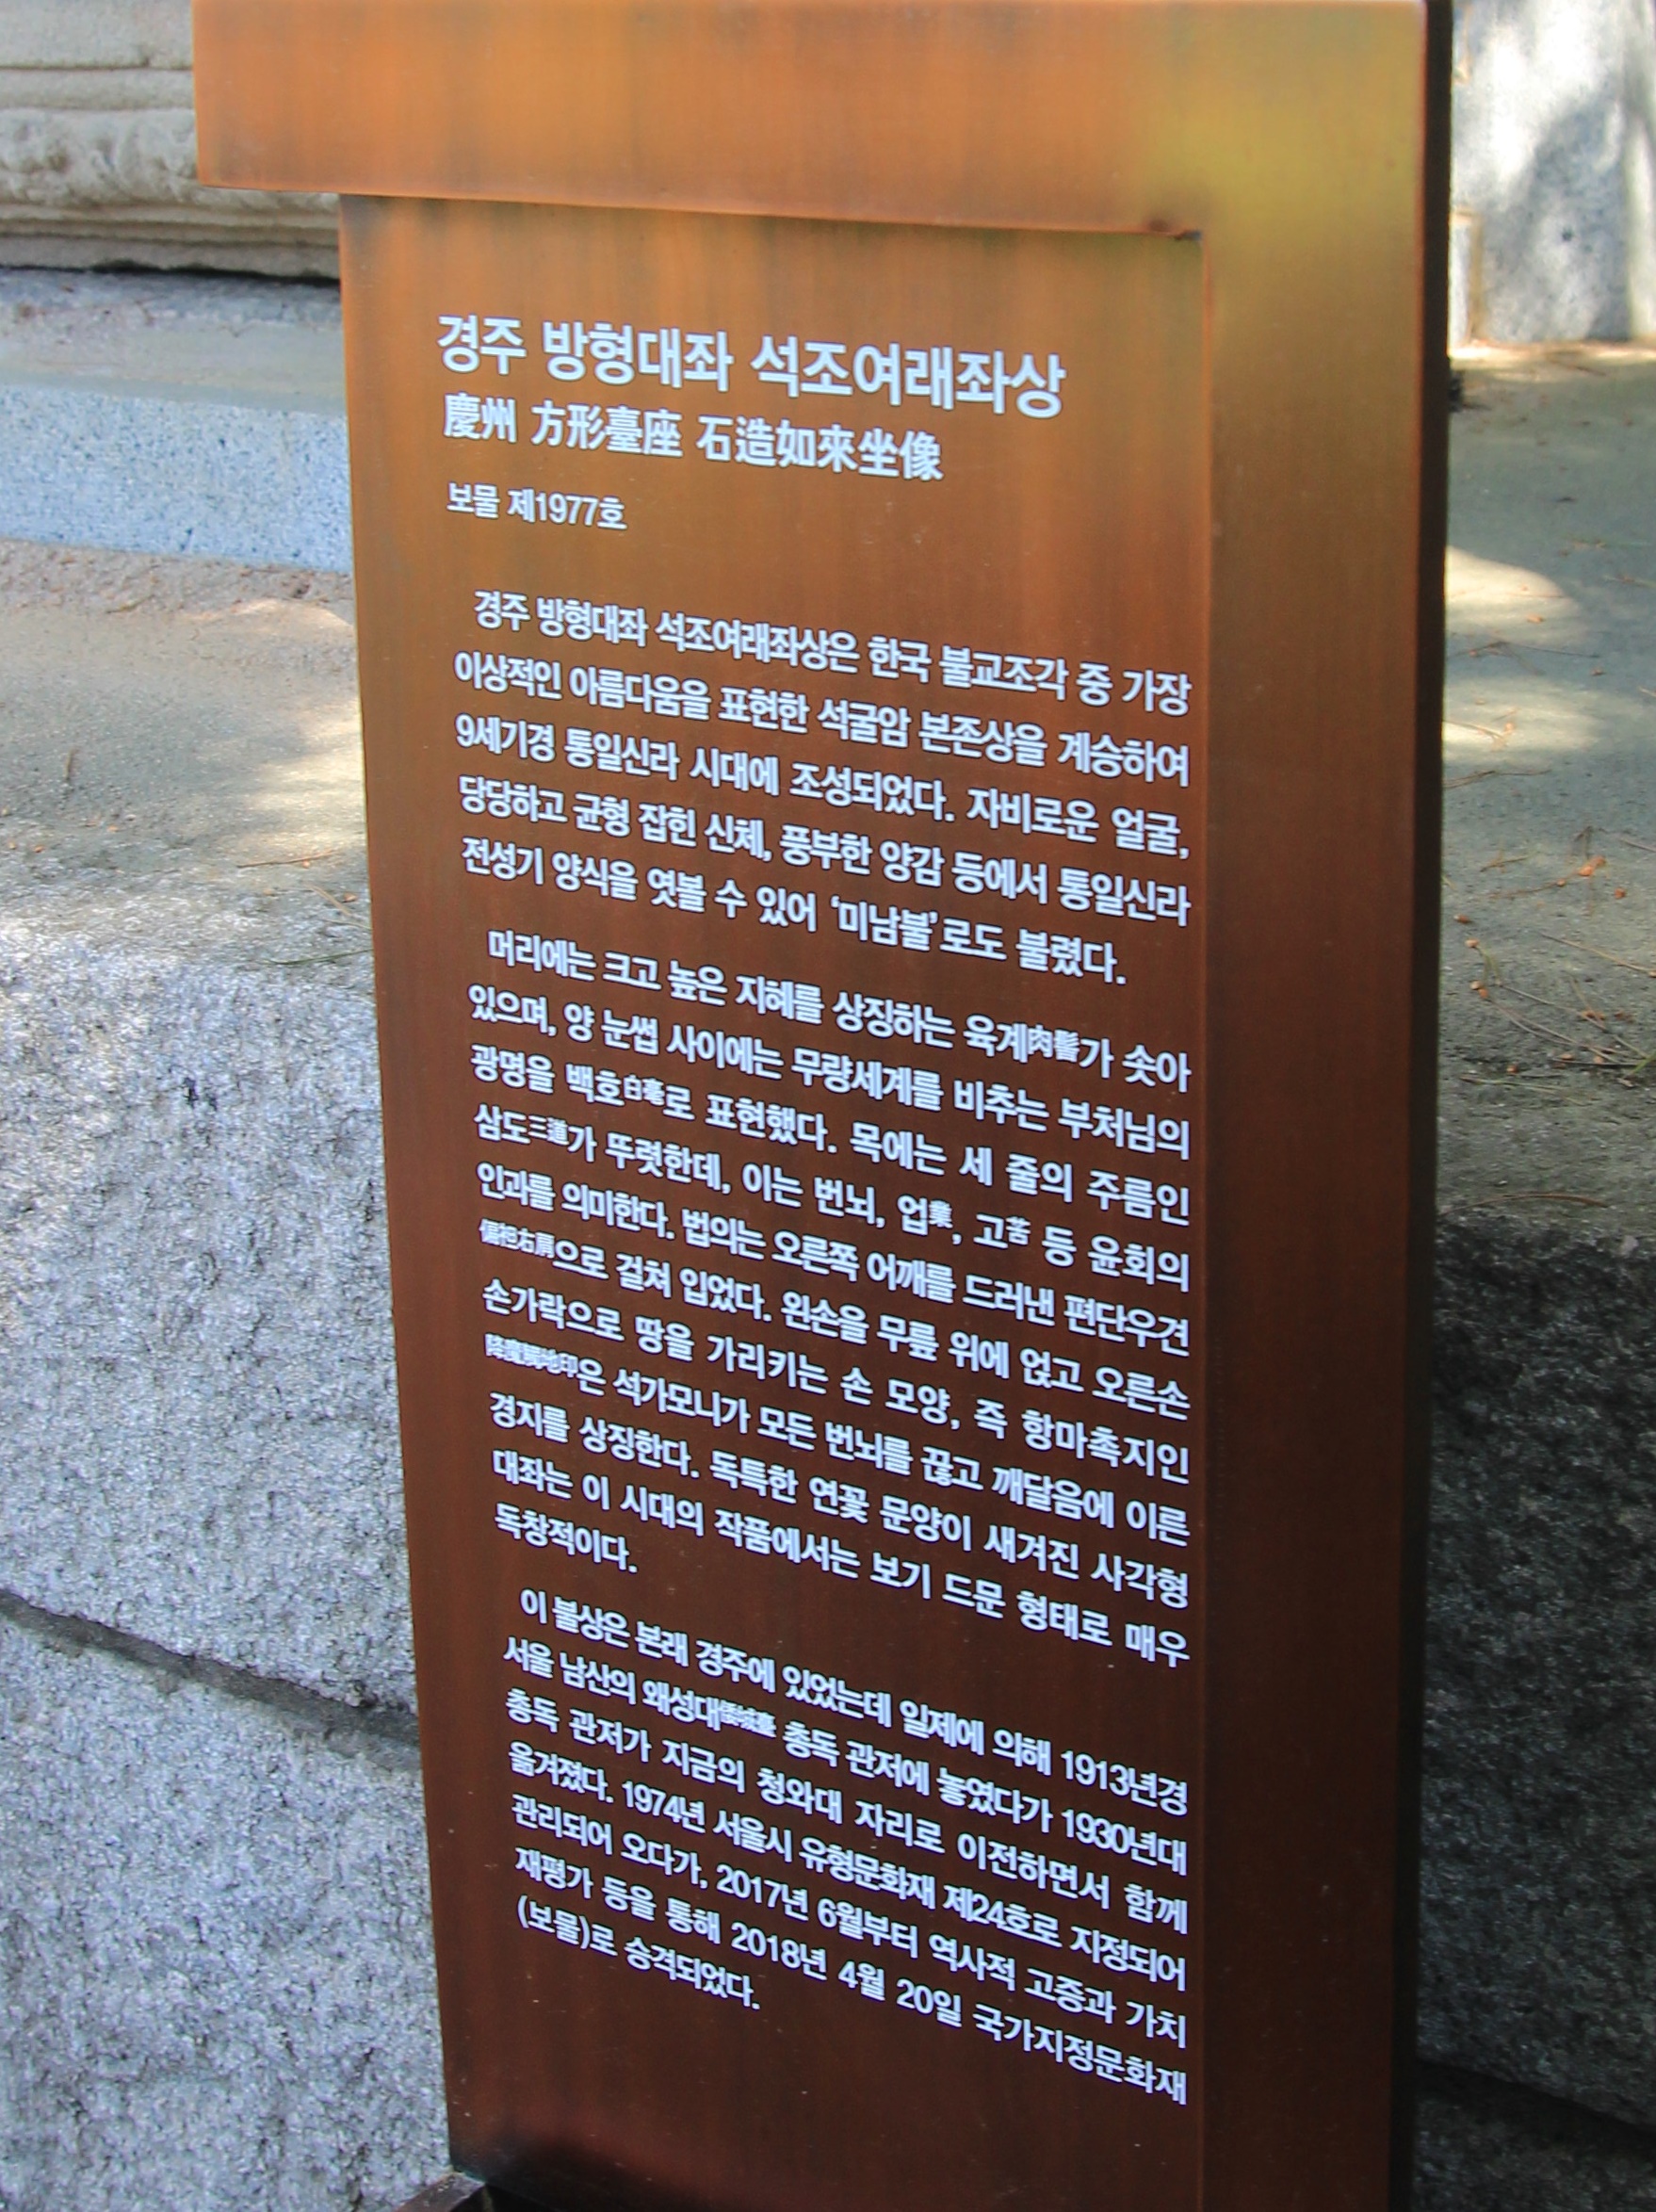 경주 방형대좌 석조여래좌상
慶州 方形臺座 石造如來坐像
보물 제1977호
경주 방형대좌 석조여래좌상은 한국 불교조각 중 가장
이상적인 아름다움을 표현한 석굴암 본존상을 계승하여
9세기경 통일신라 시대에 조성되었다. 자비로운 얼굴,
당당하고 균형 잡힌 신체, 풍부한 양감 등에서 통일신라
전성기 양식을 엿볼 수 있어 ‘미남불’로도 불렸다.
머리에는 크고 높은 지혜를 상징하는 육계肉髻가 솟아
있으며, 양 눈썹 사이에는 무량세계를 비추는 부처님의
광명을 백호白毫로 표현했다. 목에는 세 줄의 주름인
삼도三道가 뚜렷한데, 이는 번뇌, 업業, 고苦 등 윤회의
인과를 의미한다. 법의는 오른쪽 어깨를 드러낸 편단우견
偏袒右肩으로 걸쳐 입었다. 왼손을 무릎 위에 얹고 오른손
손가락으로 땅을 가리키는 손 모양, 즉 항마촉지인
降魔觸地印은 석가모니가 모든 번뇌를 끊고 깨달음에 이른
경지를 상징한다. 독특한 연꽃 문양이 새겨진 사각형
대좌는 이 시대의 작품에서는 보기 드문 형태로 매우
독창적이다.
이 불상은 본래 경주에 있었는데 일제에 의해 1913년경
서울 남산의 왜성대倭城臺 총독 관저에 놓였다가 1930년대
총독 관저가 지금의 청와대 자리로 이전하면서 함께
옮겨졌다. 1974년 서울시 유형문화재 제24호로 지정되어
관리되어 오다가, 2017년 6월부터 역사적 고증과 가치
재평가 등을 통해 2018년 4월 20일 국가지정문화재
(보물)로 승격되었다.